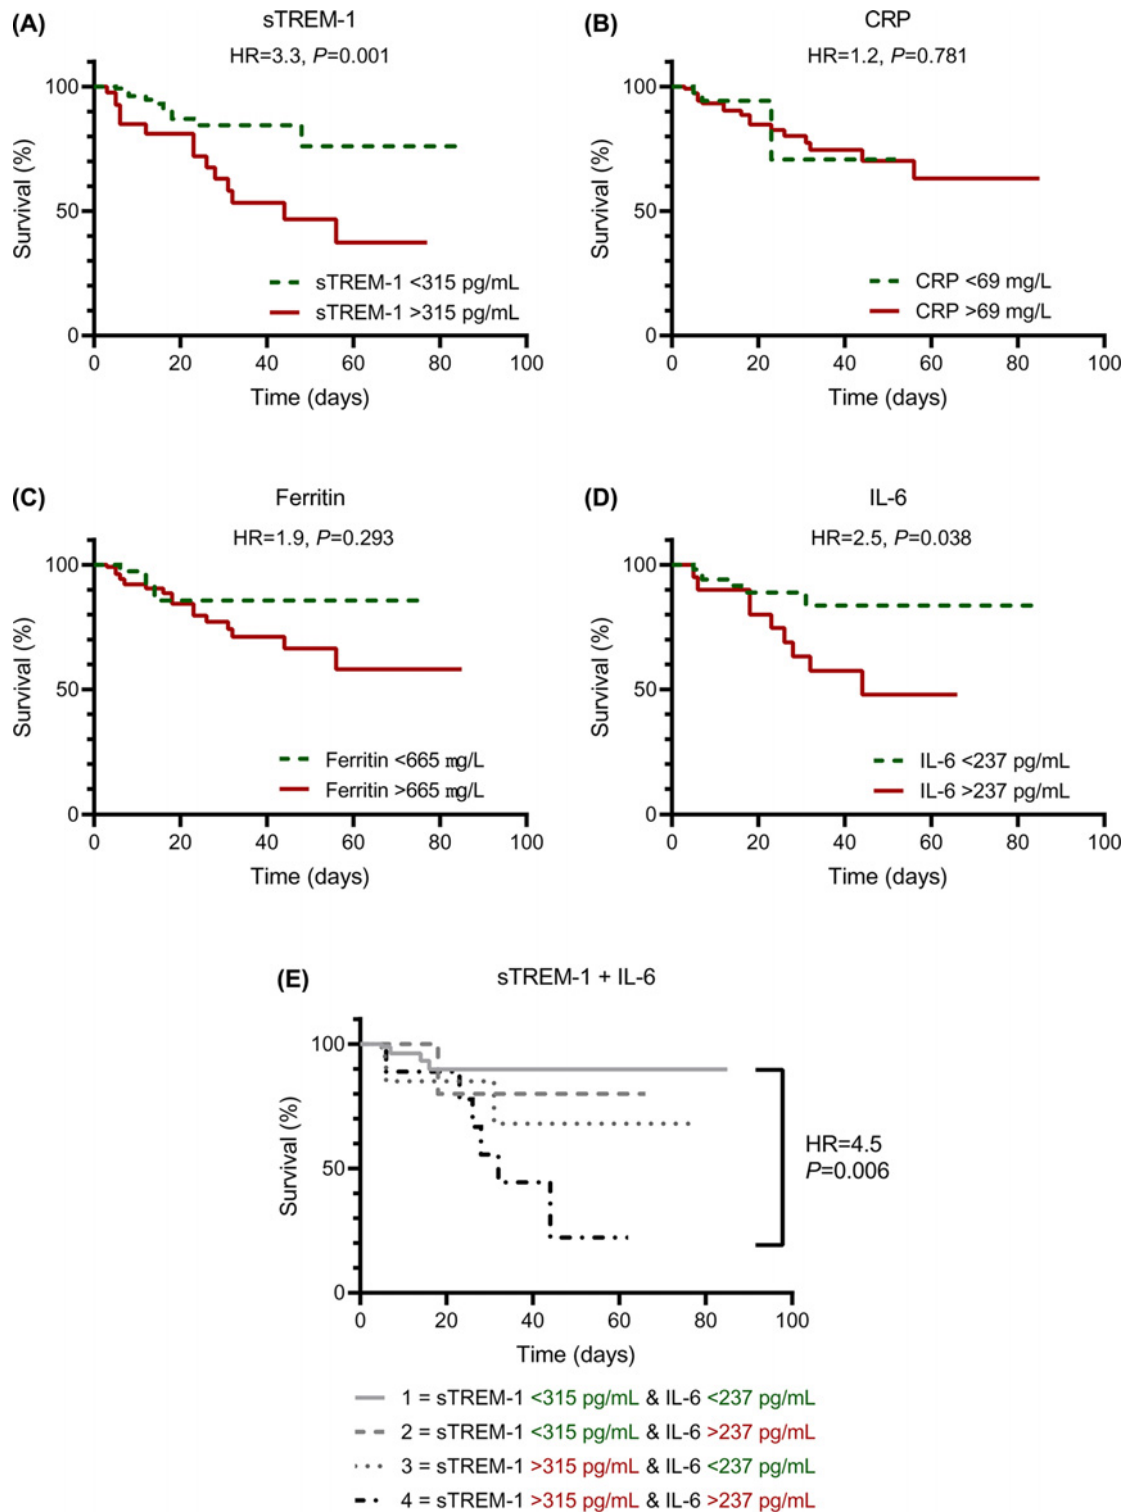 (A)
sTREM-1
HR=3.3, P=0.001
100
50
0
Survival (%)
sTREM-1 <315 pg/mL
sTREM-1 >315 pg/mL
0 20 40 60 80 100
Time (days)
(B)
CRP
HR=1.2, P=0.781
100
50
0
Survival (%)
CRP <69 mg/L
CRP >69 mg/L
0 20 40 60 80 100
Time (days)
(C)
Ferritin
HR=1.9, P=0.293
100
50
0
Survival (%)
Ferritin <665 mg/L
Ferritin >665 mg/L
0 20 40 60 80 100
Time (days)
(D)
IL-6
HR=2.5, P=0.038
100
50
0
Survival (%)
IL-6 <237 pg/mL
IL-6 >237 pg/mL
0 20 40 60 80 100
Time (days)
(E)
sTREM-1 + IL-6
100
50
0
Survival (%)
HR=4.5
P=0.006
0 20 40 60 80 100
Time (days)
1 = sTREM-1 <315 pg/mL & IL-6 <237 pg/mL
2 = sTREM-1 <315 pg/mL & IL-6 >237 pg/mL
3 = sTREM-1 >315 pg/mL & IL-6 <237 pg/mL
4 = sTREM-1 >315 pg/mL & IL-6 >237 pg/mL